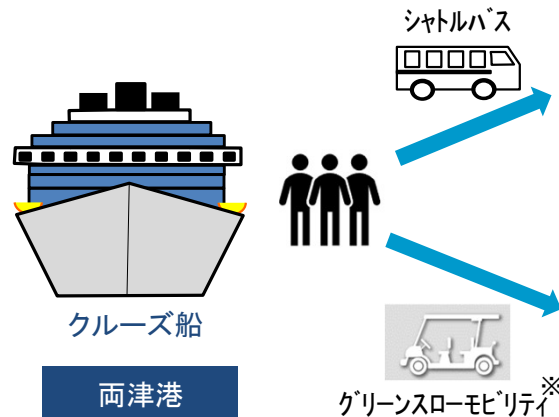 シャトルバス
クルーズ船
両津港
グリーンスローモビリティ※